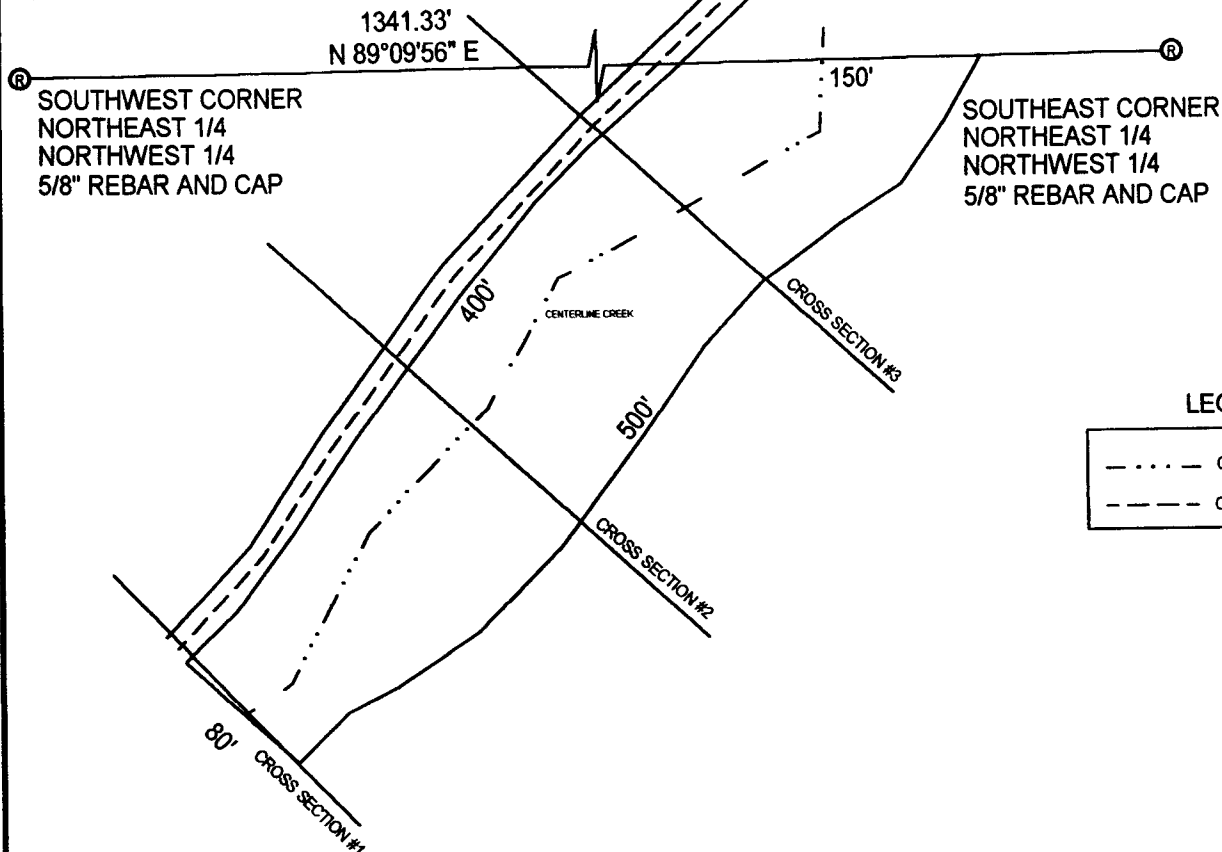 1341.33'
N 89°09'56" E
R
R
150'
SOUTHWEST CORNER
NORTHEAST 1/4
NORTHWEST 1/4
5/8" REBAR AND CAP
SOUTHEAST CORNER
NORTHEAST 1/4
NORTHWEST 1/4
5/8" REBAR AND CAP
400'
CENTERLINE CREEK
CROSS SECTION #3
500'
CROSS SECTION #2
80'
CROSS SECTION #1